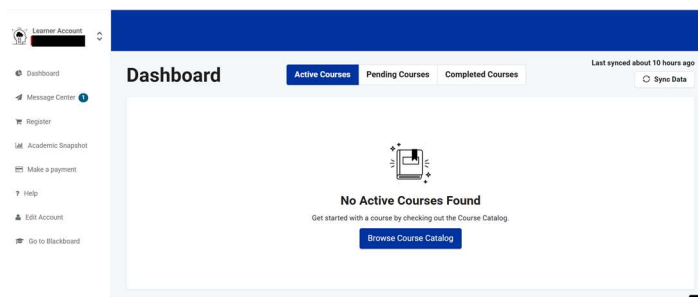 Learner Account
Dashboard
Message Center 1
Register
Academic Snapshot
Make a payment
? Help
Edit Account
Go to Blackboard
Dashboard
Active Courses
Pending Courses
Completed Courses
Last synced about 10 hours ago
Sync Data
No Active Courses Found
Get started with a course by checking out the Course Catalog.
Browse Course Catalog